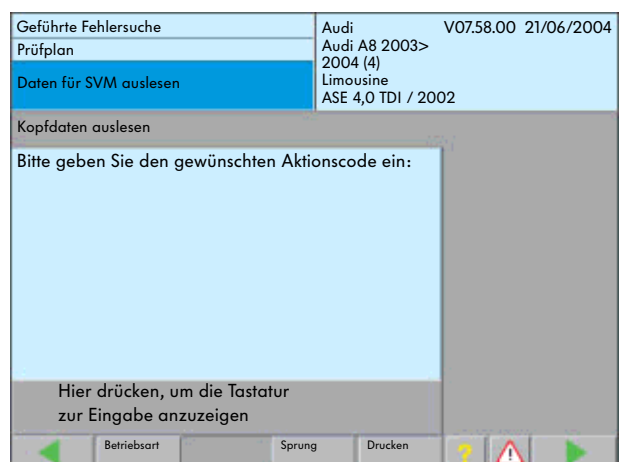 Geführte Fehlersuche
Prüfplan
Daten für SVM auslesen
Audi V07.58.00 21/06/2004
Audi A8 2003>
2004 (4)
Limousine
ASE 4,0 TDI / 2002
Kopfdaten auslesen
Bitte geben Sie den gewünschten Aktionscode ein:
Hier drücken, um die Tastatur
zur Eingabe anzuzeigen
Betriebsart Sprung Drucken ? !